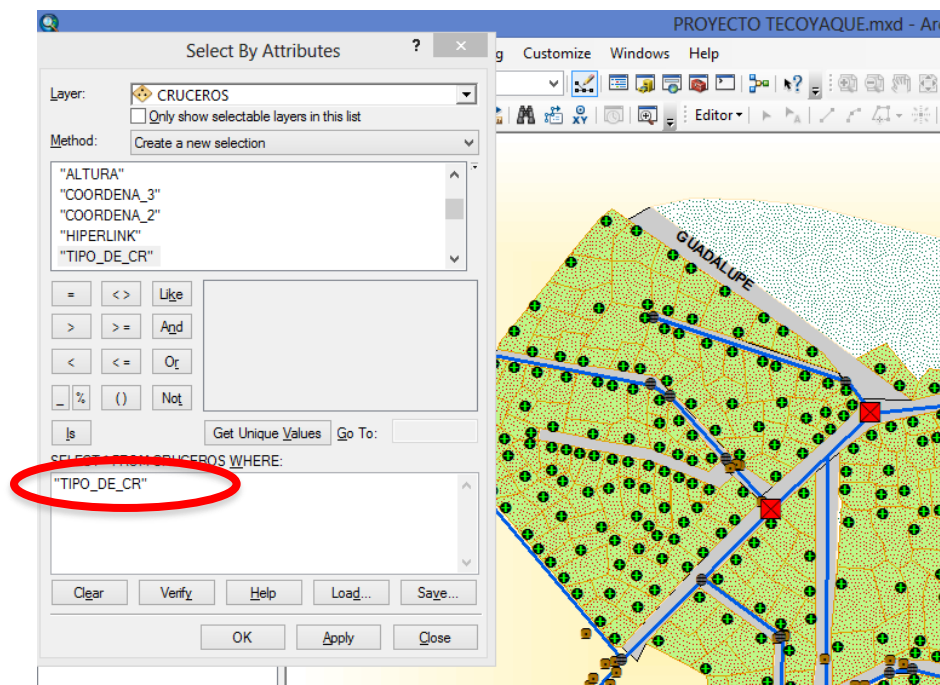 PROYECTO TECOYAQUE.mxd - Ar
Select By Attributes ? ×
g Customize Windows Help
Layer: CRUCEROS
Only show selectable layers in this list
Method: Create a new selection
Editor
"ALTURA"
"COORDENA_3"
"COORDENA_2"
"HIPERLINK"
"TIPO_DE_CR"
= < > Like
> > = And
< < = Or
_ % ( ) Not
Is Get Unique Values Go To:
SELECT * FROM CRUCEROS WHERE:
"TIPO_DE_CR"
Clear Verify Help Load... Save...
OK Apply Close
GUADALUPE